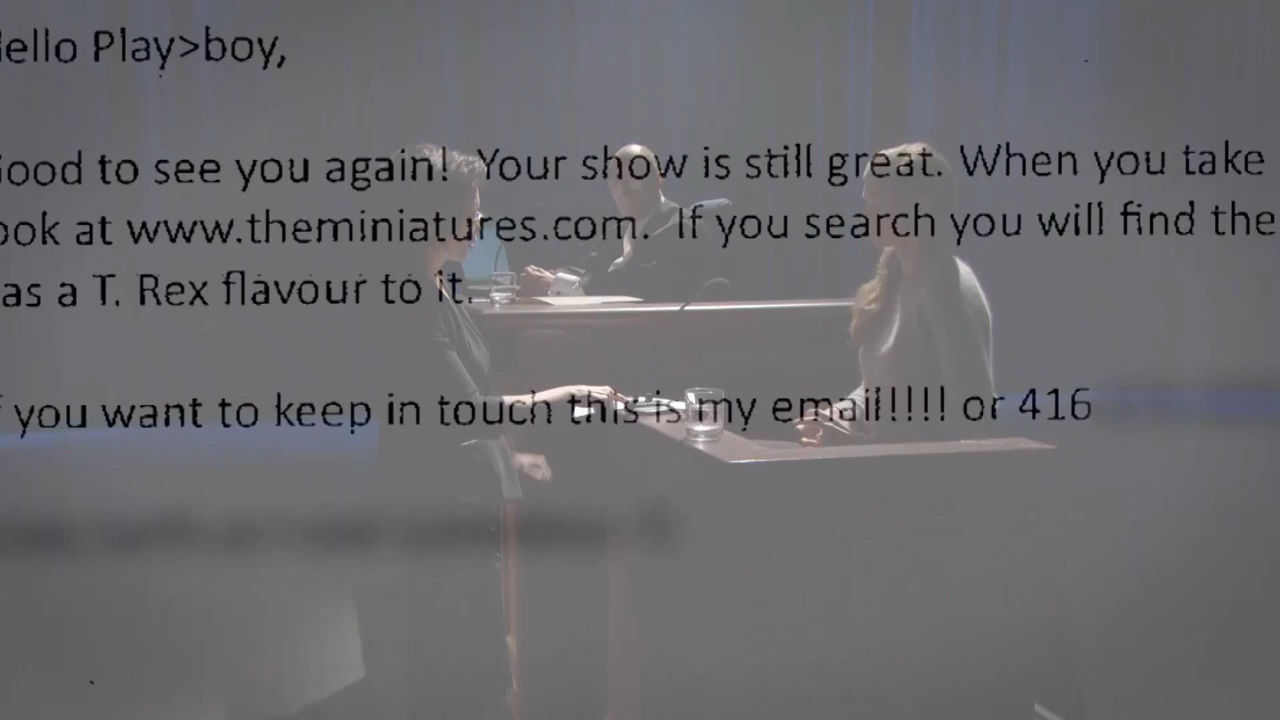 ello Play>boy,
ood to see you again! Your show is still great. When you take
ook at www.theminiatures.com. If you search you will find the
as a T. Rex flavour to it.
you want to keep in touch this is my email!!!! or 416